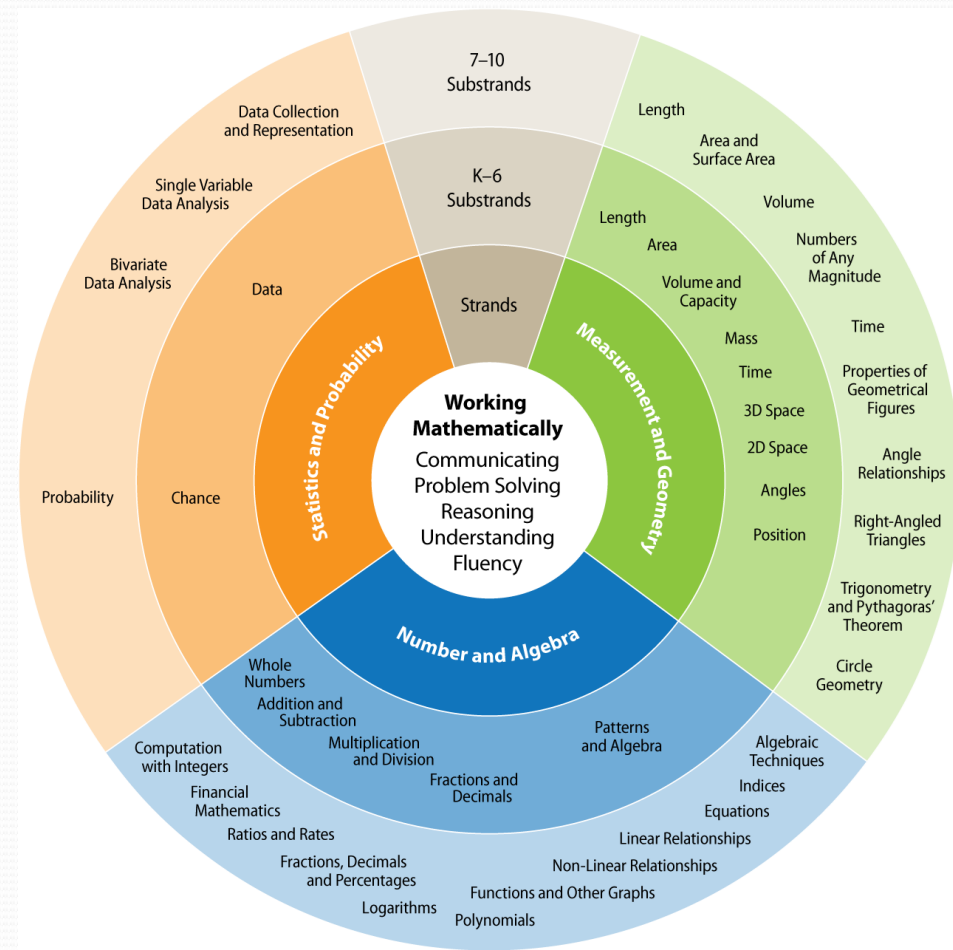 7–10
Substrands
K–6
Substrands
Strands
Working
Mathematically
Communicating
Problem Solving
Reasoning
Understanding
Fluency
Statistics and Probability
Measurement and Geometry
Number and Algebra
Data
Chance
Data Collection
and Representation
Single Variable
Data Analysis
Bivariate
Data Analysis
Probability
Length
Area
Volume and
Capacity
Mass
Time
3D Space
2D Space
Angles
Position
Length
Area and
Surface Area
Volume
Numbers
of Any
Magnitude
Time
Properties of
Geometrical
Figures
Angle
Relationships
Right-Angled
Triangles
Trigonometry
and Pythagoras’
Theorem
Circle
Geometry
Whole
Numbers
Addition and
Subtraction
Multiplication
and Division
Fractions and
Decimals
Patterns
and Algebra
Computation
with Integers
Financial
Mathematics
Ratios and Rates
Fractions, Decimals
and Percentages
Logarithms
Polynomials
Functions and Other Graphs
Non-Linear Relationships
Linear Relationships
Equations
Indices
Algebraic
Techniques